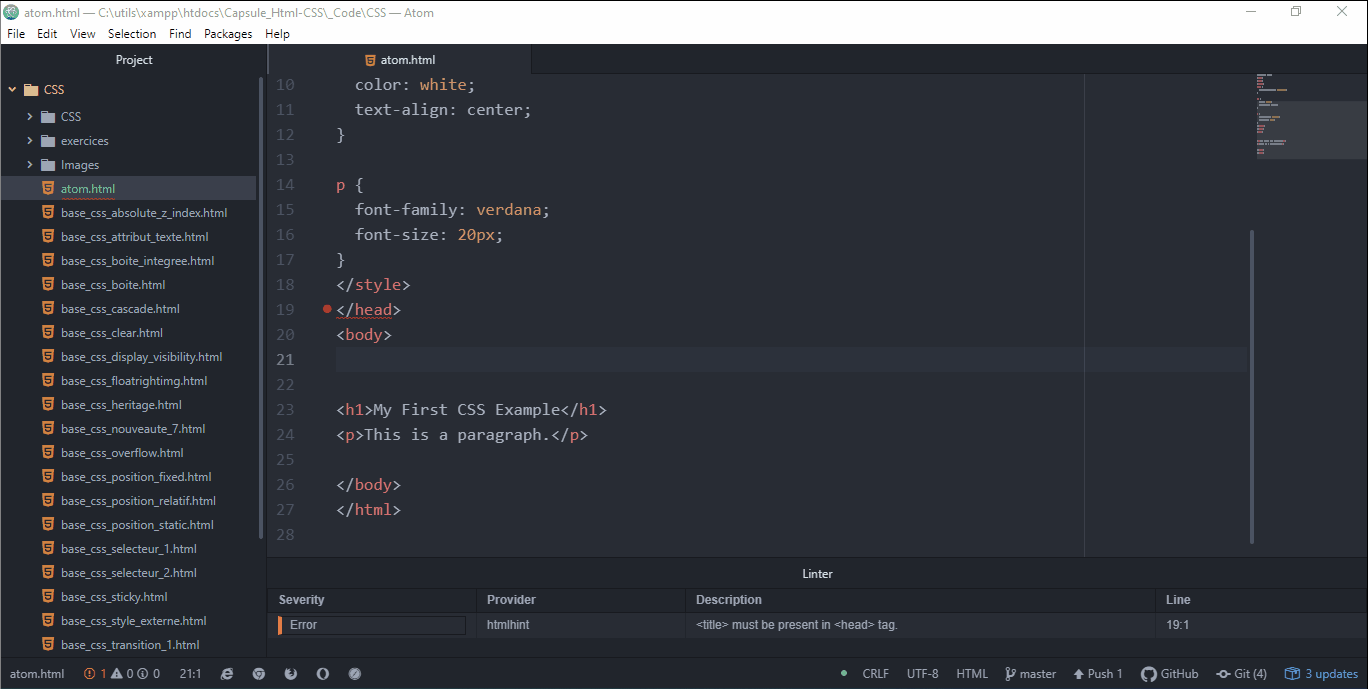 atom.html — C:\utils\xampp\htdocs\Capsule_Html-CSS\_Code\CSS — Atom
File Edit View Selection Find Packages Help
Project
CSS
CSS
exercices
Images
atom.html
base_css_absolute_z_index.html
base_css_attribut_texte.html
base_css_boite_integree.html
base_css_boite.html
base_css_cascade.html
base_css_clear.html
base_css_display_visibility.html
base_css_floatrightimg.html
base_css_heritage.html
base_css_nouveaute_7.html
base_css_overflow.html
base_css_position_fixed.html
base_css_position_relatif.html
base_css_position_static.html
base_css_selecteur_1.html
base_css_selecteur_2.html
base_css_sticky.html
base_css_style_externe.html
base_css_transition_1.html
atom.html
10 color: white;
11 text-align: center;
12 }
13
14 p {
15 font-family: verdana;
16 font-size: 20px;
17 }
18 </style>
19 </head>
20 <body>
21
22
23 <h1>My First CSS Example</h1>
24 <p>This is a paragraph.</p>
25
26 </body>
27 </html>
28
Linter
Severity Provider Description Line
Error htmlhint <title> must be present in <head> tag. 19:1
atom.html 1 0 0 21:1 CRLF UTF-8 HTML master Push 1 GitHub Git (4) 3 updates